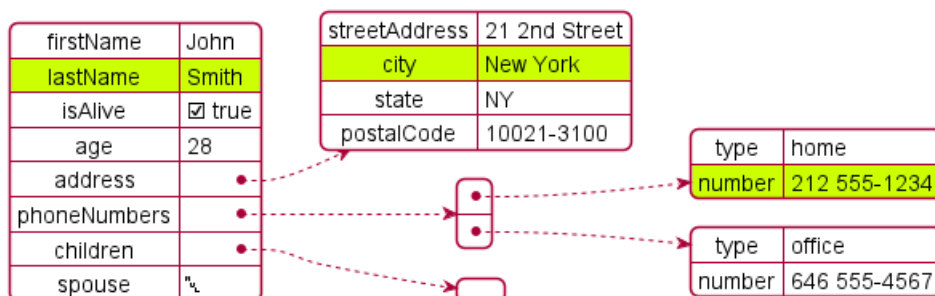 firstName John
lastName Smith
isAlive ☑ true
age 28
address
phoneNumbers
children
spouse
streetAddress 21 2nd Street
city New York
state NY
postalCode 10021-3100
type home
number 212 555-1234
type office
number 646 555-4567